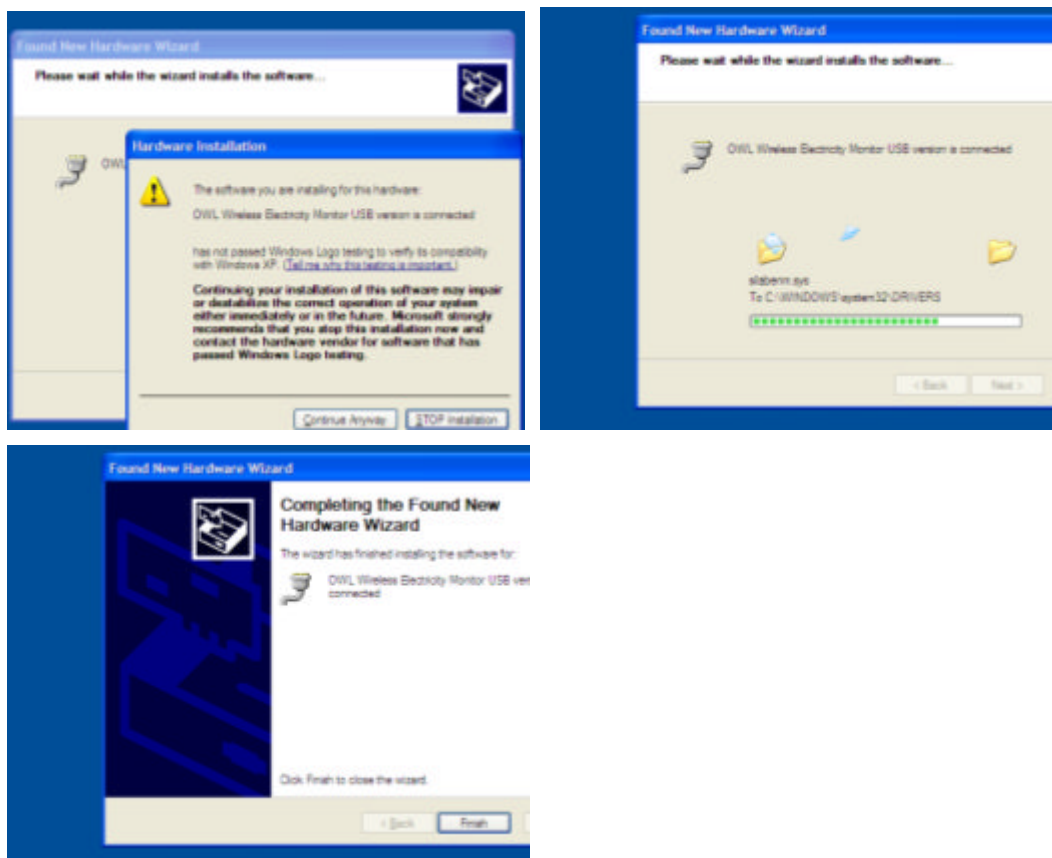 Found New Hardware Wizard
Please wait while the wizard installs the software...
OWL
Hardware Installation
The software you are installing for this hardware:
OWL Wireless Electricity Monitor USB version is connected
has not passed Windows Logo testing to verify its compatibility
with Windows XP. (Tell me why this testing is important.)
Continuing your installation of this software may impair
or destabilize the correct operation of your system
either immediately or in the future. Microsoft strongly
recommends that you stop this installation now and
contact the hardware vendor for software that has
passed Windows Logo testing.
Continue Anyway
STOP Installation
Found New Hardware Wizard
Please wait while the wizard installs the software...
OWL Wireless Electricity Monitor USB version is connected
silabenm.sys
To C:\WINDOWS\system32\DRIVERS
< Back
Next >
Found New Hardware Wizard
Completing the Found New
Hardware Wizard
The wizard has finished installing the software for:
OWL Wireless Electricity Monitor USB ver
connected
Click Finish to close the wizard.
< Back
Finish